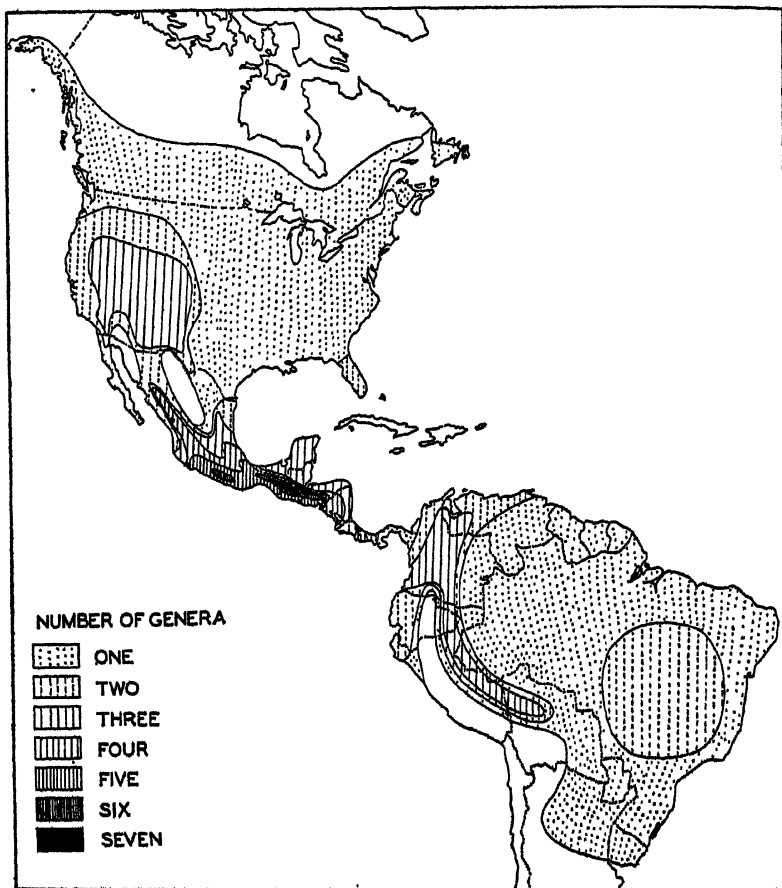 NUMBER OF GENERA
ONE
TWO
THREE
FOUR
FIVE
SIX
SEVEN